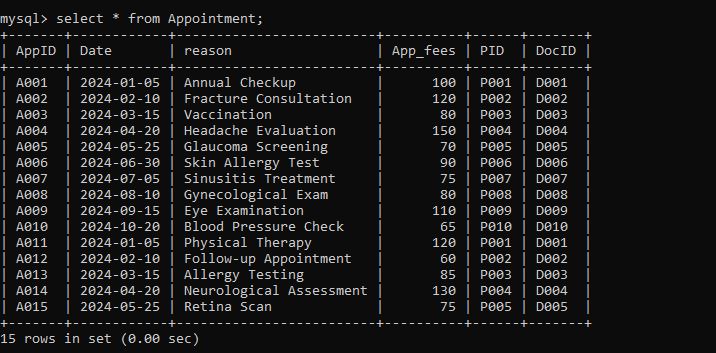 mysql> select * from Appointment;
+-------+------------+-------------------------+----------+------+-------+
| AppID | Date       | reason                  | App_fees | PID  | DocID |
+-------+------------+-------------------------+----------+------+-------+
| A001  | 2024-01-05 | Annual Checkup          |      100 | P001 | D001  |
| A002  | 2024-02-10 | Fracture Consultation   |      120 | P002 | D002  |
| A003  | 2024-03-15 | Vaccination             |       80 | P003 | D003  |
| A004  | 2024-04-20 | Headache Evaluation     |      150 | P004 | D004  |
| A005  | 2024-05-25 | Glaucoma Screening      |       70 | P005 | D005  |
| A006  | 2024-06-30 | Skin Allergy Test       |       90 | P006 | D006  |
| A007  | 2024-07-05 | Sinusitis Treatment     |       75 | P007 | D007  |
| A008  | 2024-08-10 | Gynecological Exam      |       80 | P008 | D008  |
| A009  | 2024-09-15 | Eye Examination         |      110 | P009 | D009  |
| A010  | 2024-10-20 | Blood Pressure Check    |       65 | P010 | D010  |
| A011  | 2024-01-05 | Physical Therapy        |      120 | P001 | D001  |
| A012  | 2024-02-10 | Follow-up Appointment   |       60 | P002 | D002  |
| A013  | 2024-03-15 | Allergy Testing         |       85 | P003 | D003  |
| A014  | 2024-04-20 | Neurological Assessment |      130 | P004 | D004  |
| A015  | 2024-05-25 | Retina Scan             |       75 | P005 | D005  |
+-------+------------+-------------------------+----------+------+-------+
15 rows in set (0.00 sec)